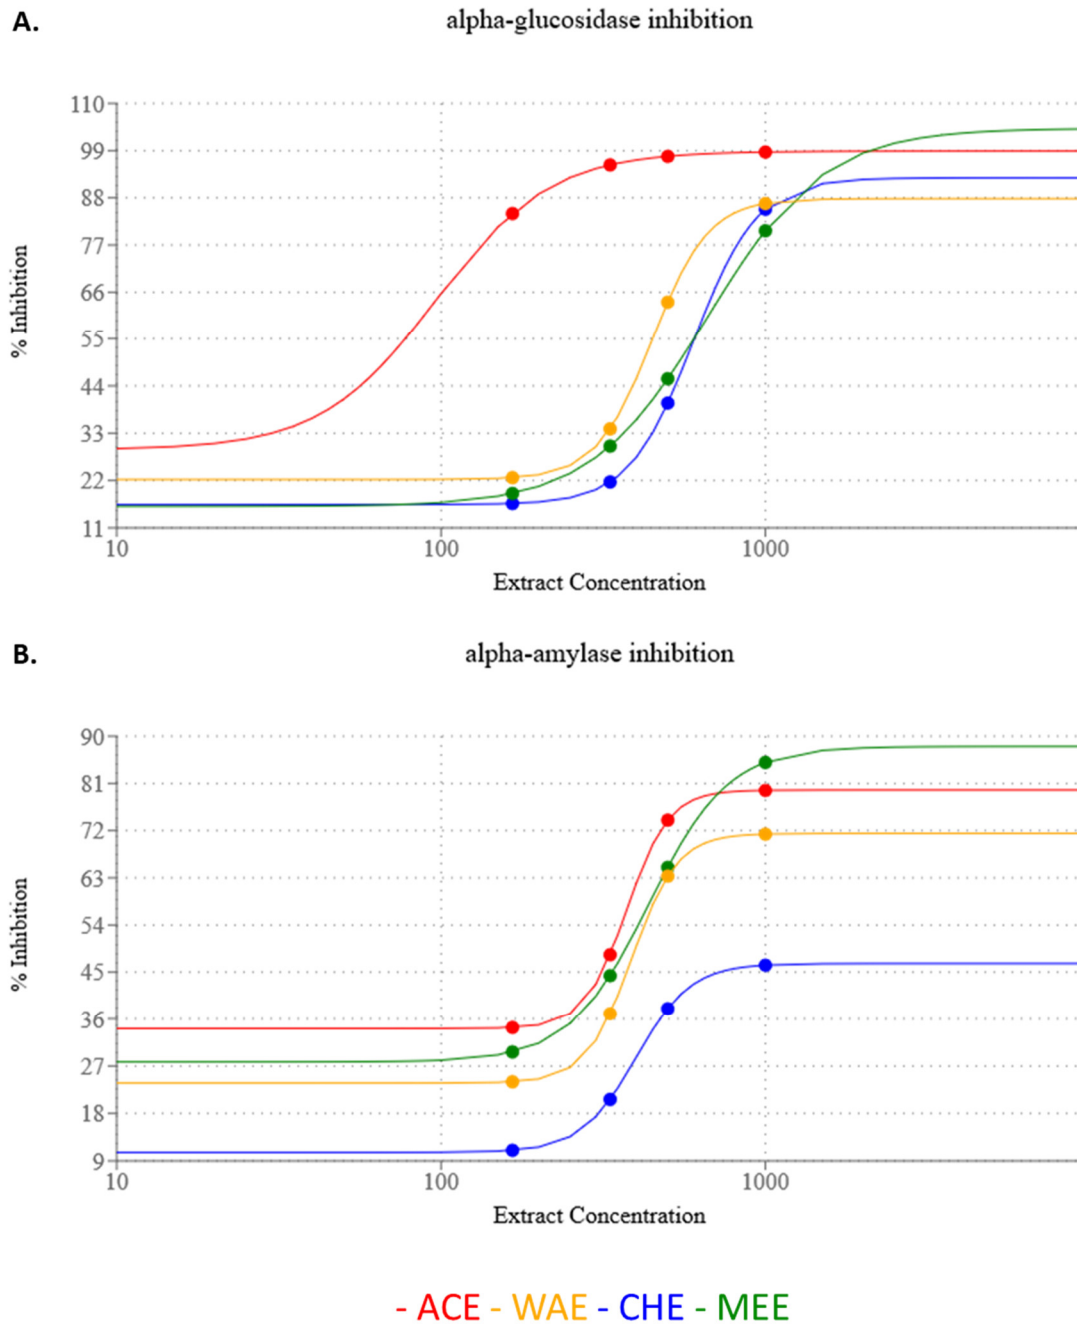 A.
alpha-glucosidase inhibition
110
99
88
77
66
55
44
33
22
11
% Inhibition
10 100 1000
Extract Concentration
B.
alpha-amylase inhibition
90
81
72
63
54
45
36
27
18
9
% Inhibition
10 100 1000
Extract Concentration
- ACE - WAE - CHE - MEE